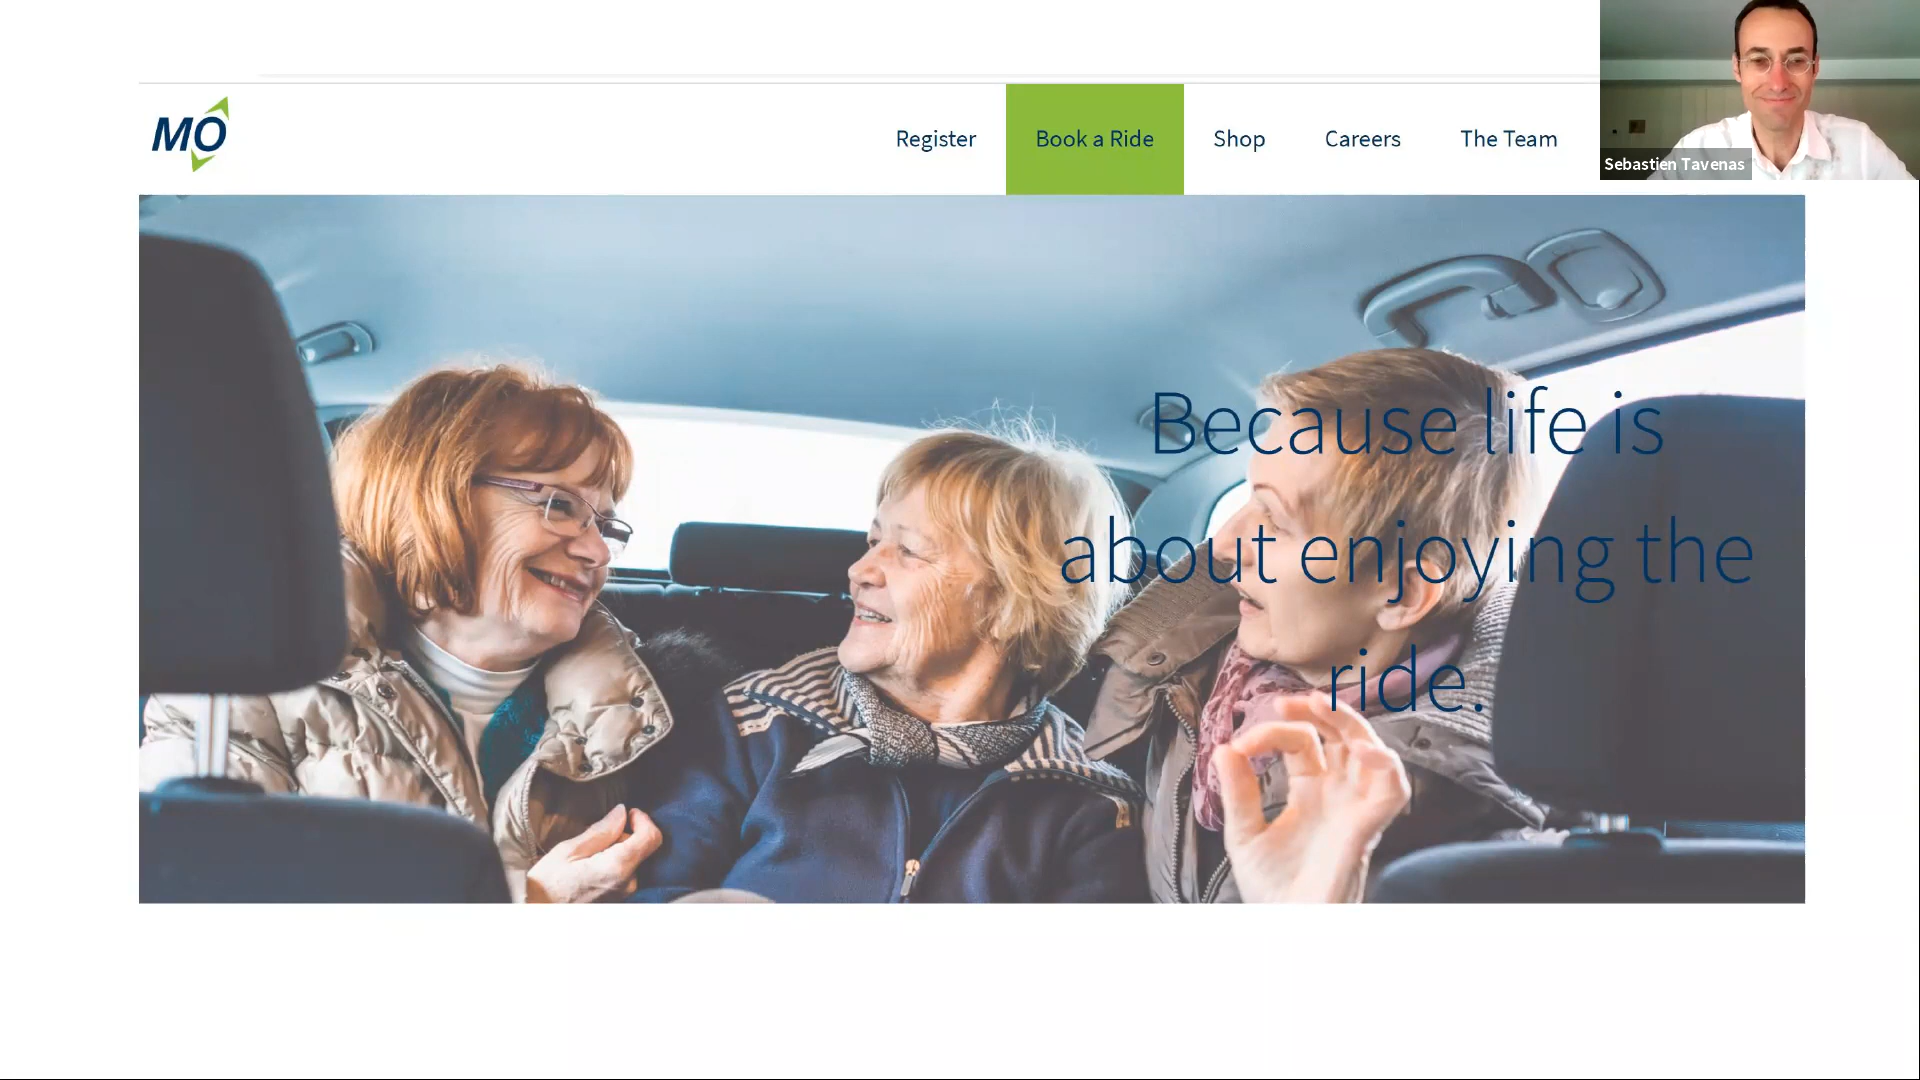 MO
Register
Book a Ride
Shop
Careers
The Team
Sebastien Tavenas
Because life is
about enjoying the
ride.